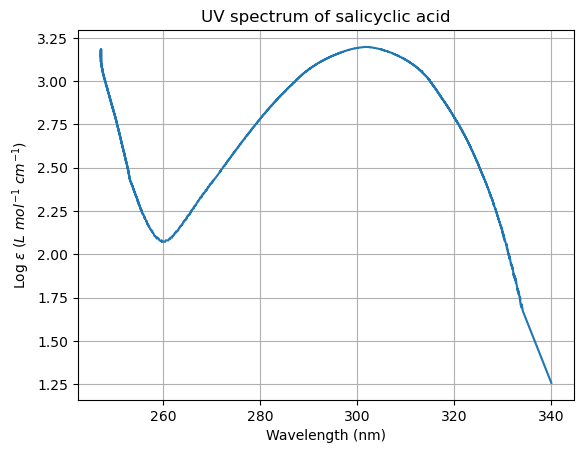 UV spectrum of salicyclic acid
3.25
3.00
2.75
2.50
2.25
2.00
1.75
1.50
1.25
Log ε (L mol⁻¹ cm⁻¹)
260 280 300 320 340
Wavelength (nm)